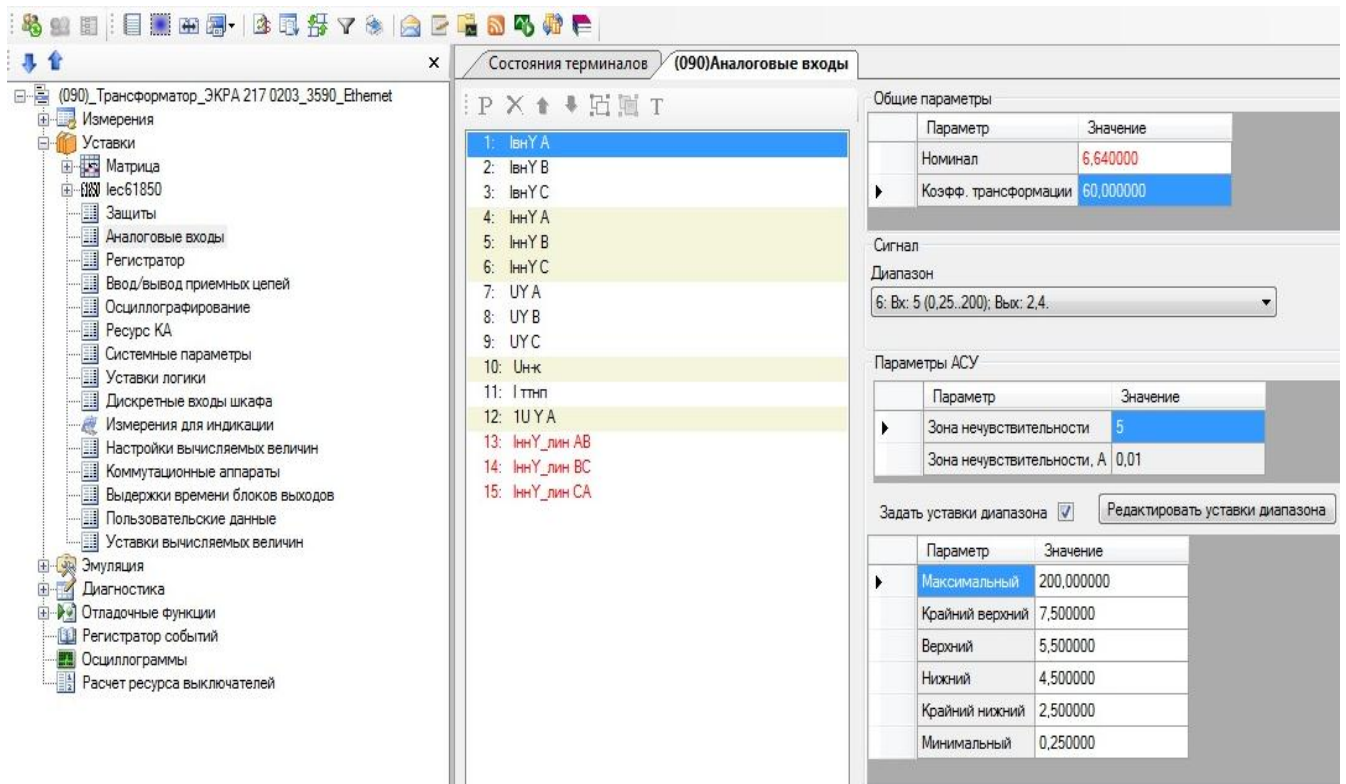 Состояния терминалов
(090)Аналоговые входы
(090)_Трансформатор_ЭКРА 217 0203_3590_Ethernet
Измерения
Уставки
Матрица
Iec61850
Защиты
Аналоговые входы
Регистратор
Ввод/вывод приемных цепей
Осциллографирование
Ресурс КА
Системные параметры
Уставки логики
Дискретные входы шкафа
Измерения для индикации
Настройки вычисляемых величин
Коммутационные аппараты
Выдержки времени блоков выходов
Пользовательские данные
Уставки вычисляемых величин
Эмуляция
Диагностика
Отладочные функции
Регистратор событий
Осциллограммы
Расчет ресурса выключателей
P T
1: IвнY A
2: IвнY B
3: IвнY C
4: IннY A
5: IннY B
6: IннY C
7: UY A
8: UY B
9: UY C
10: Uн-к
11: I ттнп
12: 1U Y A
13: IннY_лин AB
14: IннY_лин BC
15: IннY_лин CA
Общие параметры
Параметр Значение
Номинал 6,640000
Коэфф. трансформации 60,000000
Сигнал
Диапазон
6: Вх: 5 (0,25..200); Вых: 2,4.
Параметры АСУ
Параметр Значение
Зона нечувствительности 5
Зона нечувствительности, А 0,01
Задать уставки диапазона Редактировать уставки диапазона
Параметр Значение
Максимальный 200,000000
Крайний верхний 7,500000
Верхний 5,500000
Нижний 4,500000
Крайний нижний 2,500000
Минимальный 0,250000